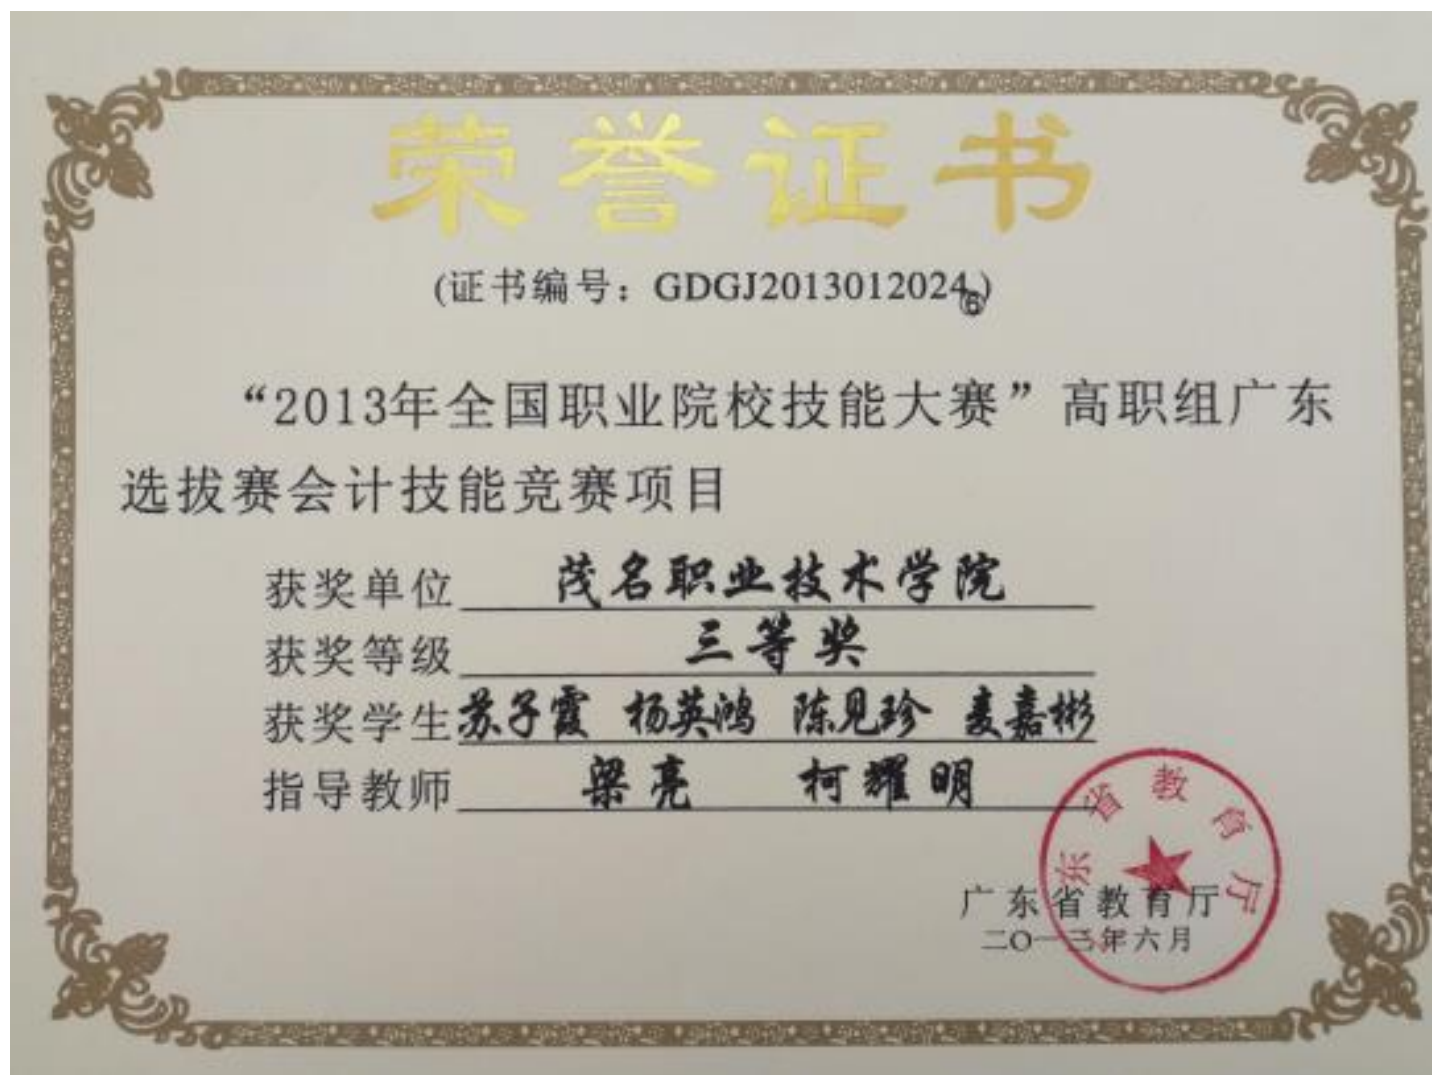 荣誉证书
(证书编号：GDGJ2013012024⑥)
“2013年全国职业院校技能大赛”高职组广东
选拔赛会计技能竞赛项目
获奖单位 茂名职业技术学院
获奖等级 三等奖
获奖学生 苏子霞 杨英鸿 陈见珍 麦嘉彬
指导教师 梁亮 柯耀明
广东省教育厅
广东省教育厅
二〇一三年六月